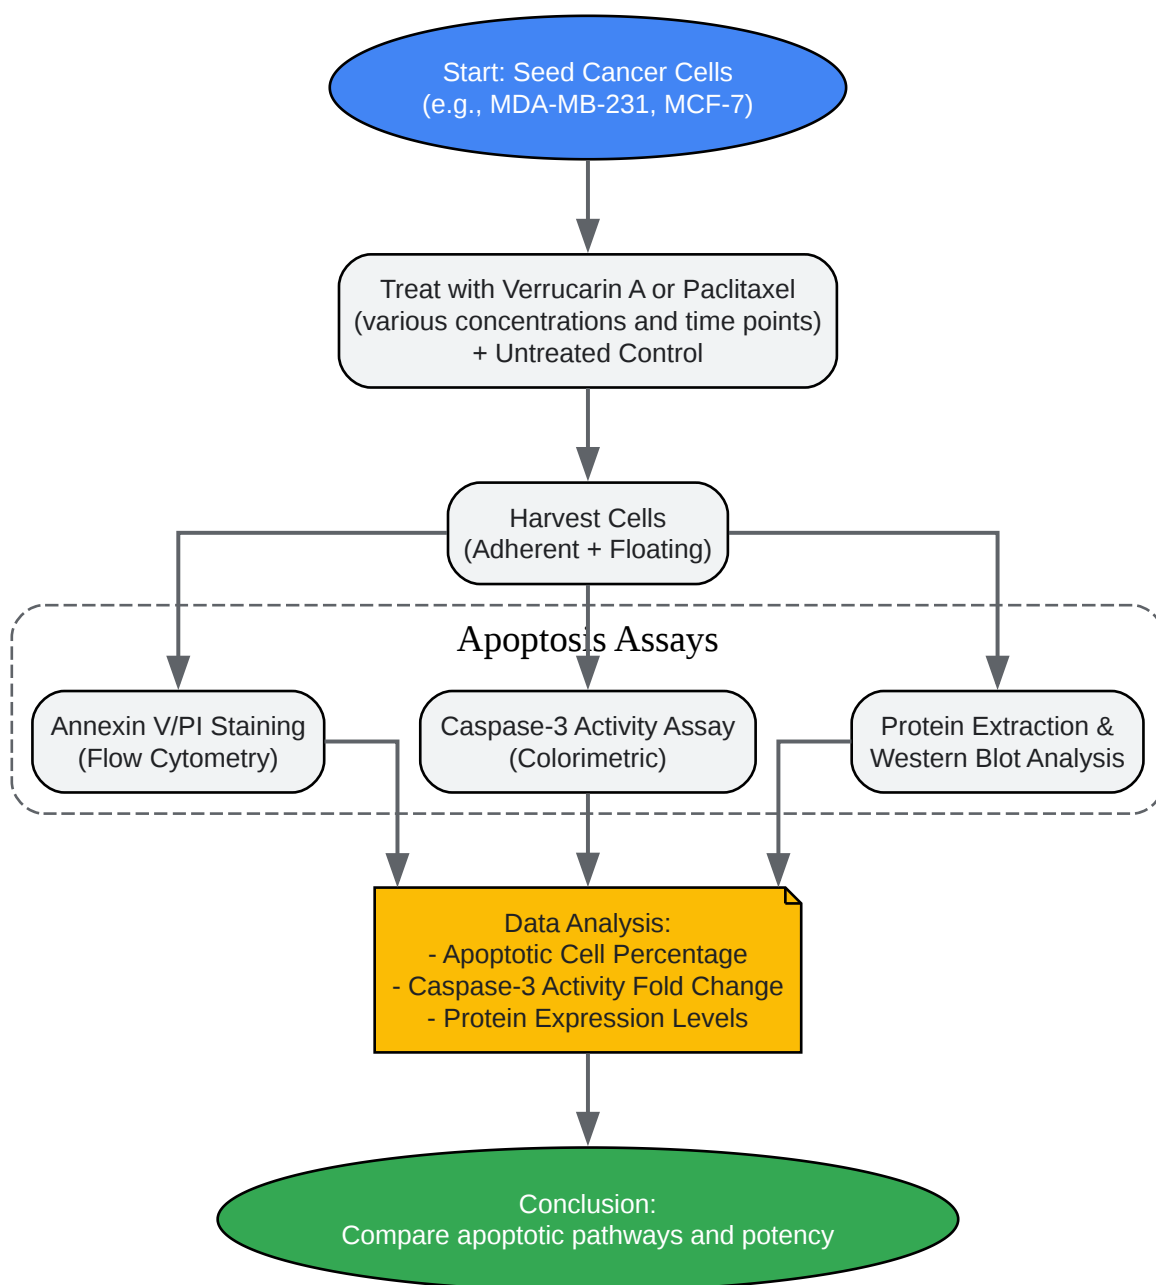 Start: Seed Cancer Cells
(e.g., MDA-MB-231, MCF-7)
Treat with Verrucarin A or Paclitaxel
(various concentrations and time points)
+ Untreated Control
Harvest Cells
(Adherent + Floating)
Apoptosis Assays
Annexin V/PI Staining
(Flow Cytometry)
Caspase-3 Activity Assay
(Colorimetric)
Protein Extraction &
Western Blot Analysis
Data Analysis:
- Apoptotic Cell Percentage
- Caspase-3 Activity Fold Change
- Protein Expression Levels
Conclusion:
Compare apoptotic pathways and potency